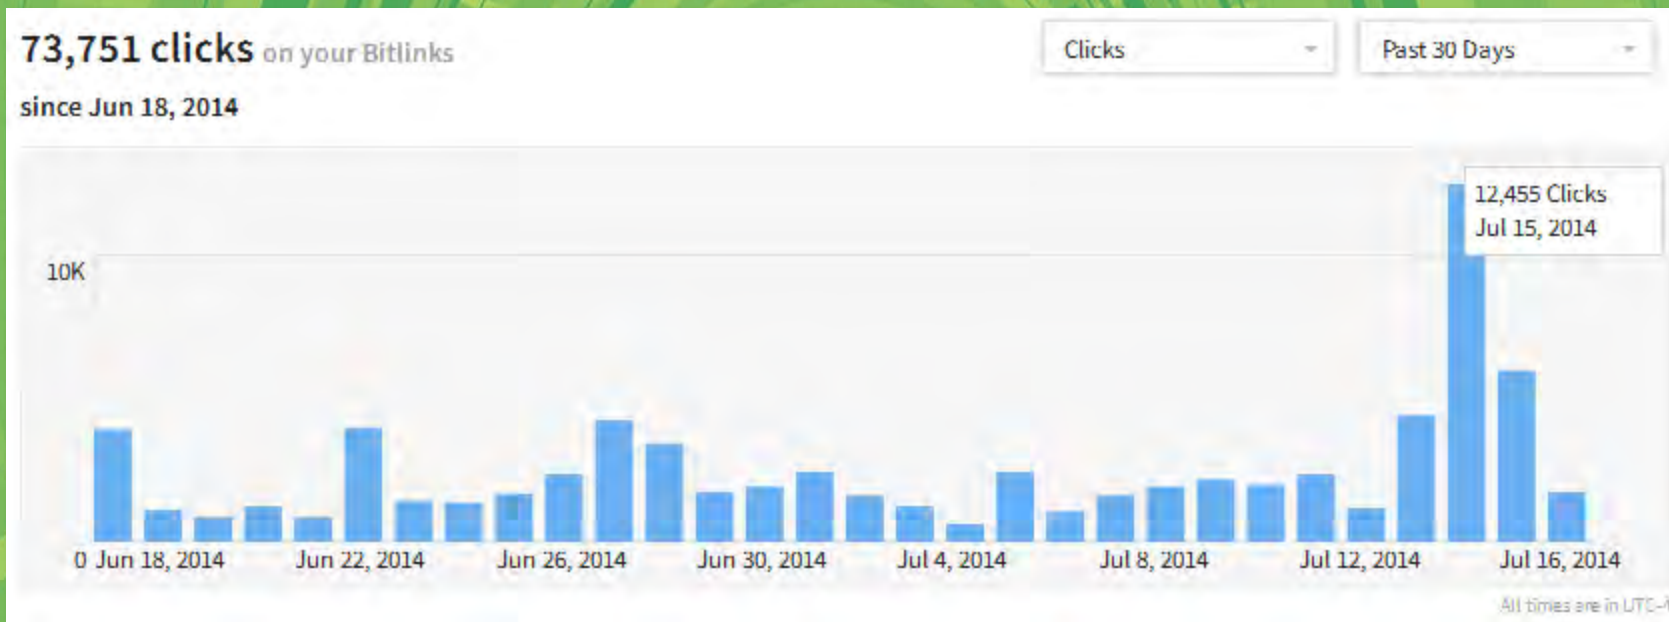 73,751 clicks on your Bitlinks
Clicks
Past 30 Days
since Jun 18, 2014
12,455 Clicks
Jul 15, 2014
10K
0 Jun 18, 2014 Jun 22, 2014 Jun 26, 2014 Jun 30, 2014 Jul 4, 2014 Jul 8, 2014 Jul 12, 2014 Jul 16, 2014
All times are in